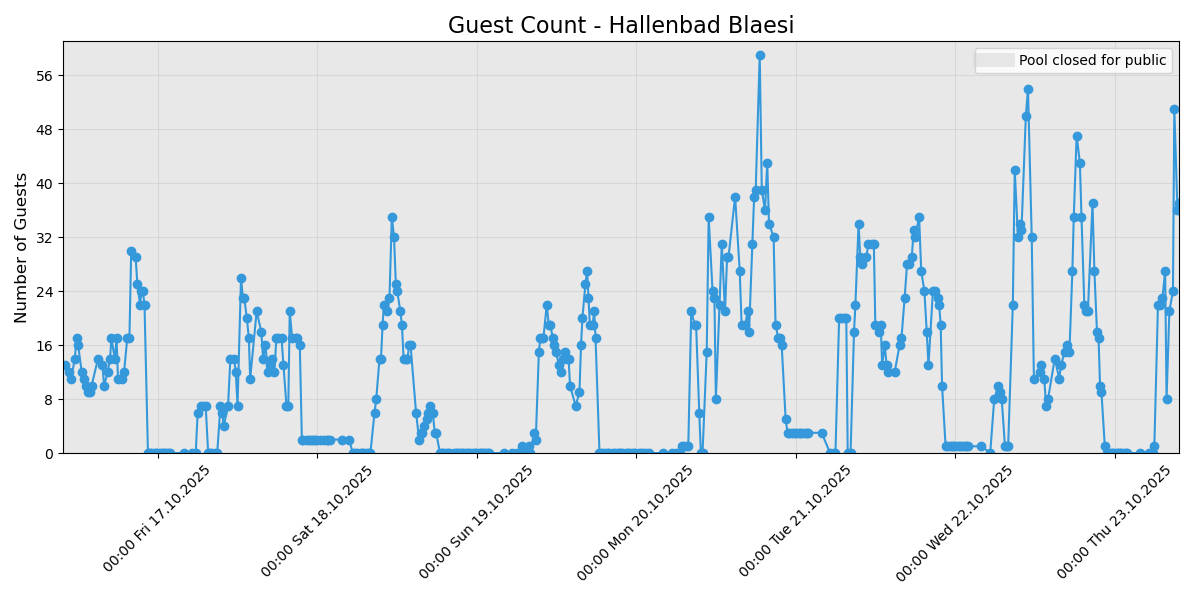 Guest Count - Hallenbad Blaesi
Pool closed for public
Number of Guests
56
48
40
32
24
16
8
0
00:00 Fri 17.10.2025
00:00 Sat 18.10.2025
00:00 Sun 19.10.2025
00:00 Mon 20.10.2025
00:00 Tue 21.10.2025
00:00 Wed 22.10.2025
00:00 Thu 23.10.2025